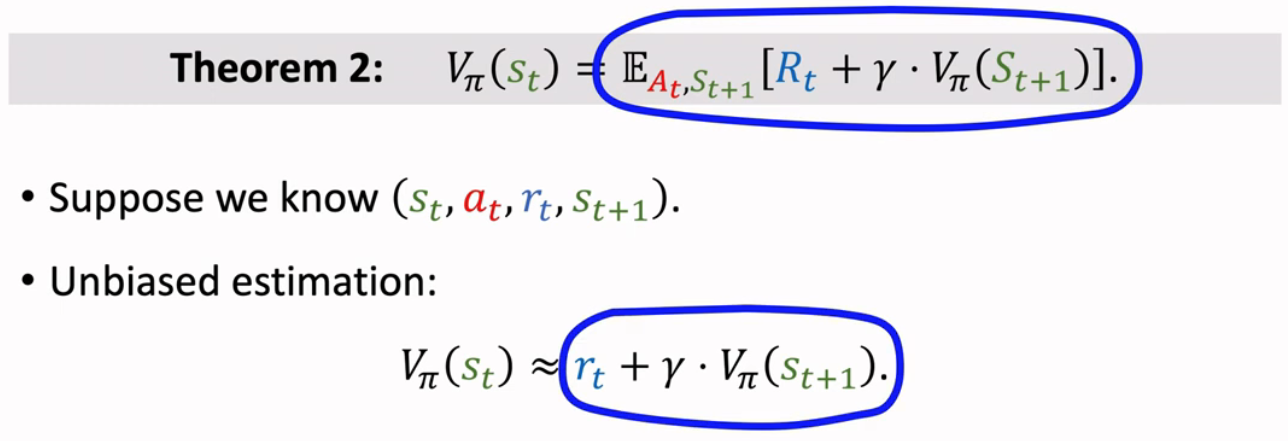 Theorem 2: V_π(s_t) = 𝔼_{A_t,S_{t+1}}[R_t + γ · V_π(S_{t+1})].
• Suppose we know (s_t, a_t, r_t, s_{t+1}).
• Unbiased estimation:
V_π(s_t) ≈ r_t + γ · V_π(s_{t+1}).